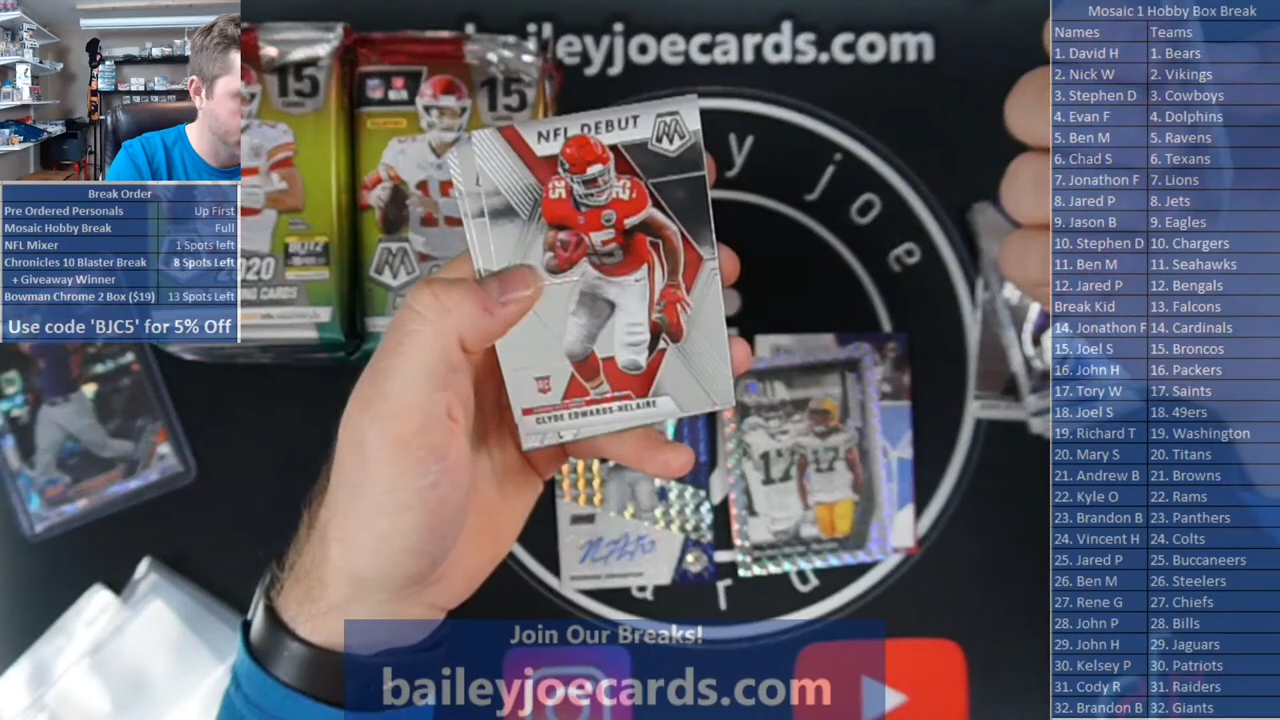 baileyjoecards.com
15
15
PANINI
2020
NFL DEBUT
25
RC
CLYDE EDWARDS-HELAIRE
17
17
y joe
Break Order
Pre Ordered Personals Up First
Mosaic Hobby Break Full
NFL Mixer 1 Spots left
Chronicles 10 Blaster Break 8 Spots Left
+ Giveaway Winner
Bowman Chrome 2 Box ($19) 13 Spots Left
Use code 'BJC5' for 5% Off
Join Our Breaks!
baileyjoecards.com
Mosaic 1 Hobby Box Break
Names Teams
1. David H 1. Bears
2. Nick W 2. Vikings
3. Stephen D 3. Cowboys
4. Evan F 4. Dolphins
5. Ben M 5. Ravens
6. Chad S 6. Texans
7. Jonathon F 7. Lions
8. Jared P 8. Jets
9. Jason B 9. Eagles
10. Stephen D 10. Chargers
11. Ben M 11. Seahawks
12. Jared P 12. Bengals
Break Kid 13. Falcons
14. Jonathon F 14. Cardinals
15. Joel S 15. Broncos
16. John H 16. Packers
17. Tory W 17. Saints
18. Joel S 18. 49ers
19. Richard T 19. Washington
20. Mary S 20. Titans
21. Andrew B 21. Browns
22. Kyle O 22. Rams
23. Brandon B 23. Panthers
24. Vincent H 24. Colts
25. Jared P 25. Buccaneers
26. Ben M 26. Steelers
27. Rene G 27. Chiefs
28. John P 28. Bills
29. John H 29. Jaguars
30. Kelsey P 30. Patriots
31. Cody R 31. Raiders
32. Brandon B 32. Giants